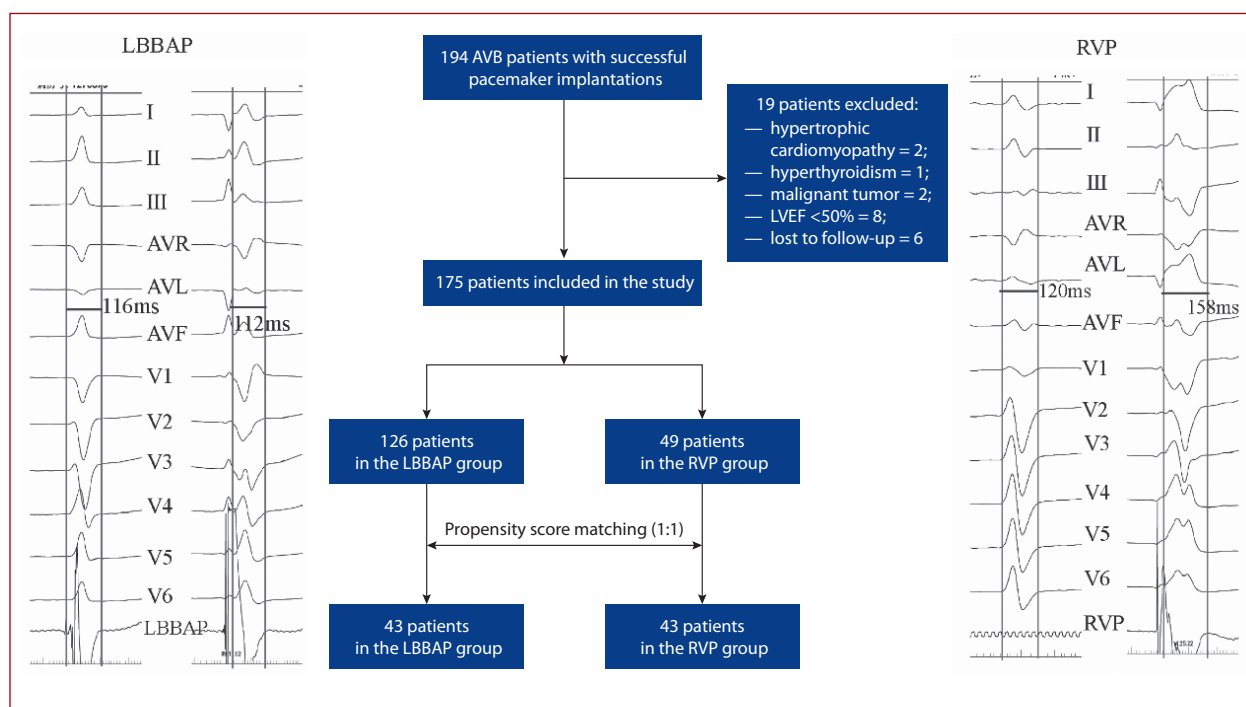 LBBAP
I
II
III
AVR
AVL
116ms
112ms
AVF
V1
V2
V3
V4
V5
V6
LBBAP
194 AVB patients with successful
pacemaker implantations
19 patients excluded:
— hypertrophic
cardiomyopathy = 2;
— hyperthyroidism = 1;
— malignant tumor = 2;
— LVEF <50% = 8;
— lost to follow-up = 6
175 patients included in the study
126 patients
in the LBBAP group
49 patients
in the RVP group
Propensity score matching (1:1)
43 patients
in the LBBAP group
43 patients
in the RVP group
RVP
I
II
III
AVR
AVL
120ms
158ms
AVF
V1
V2
V3
V4
V5
V6
RVP